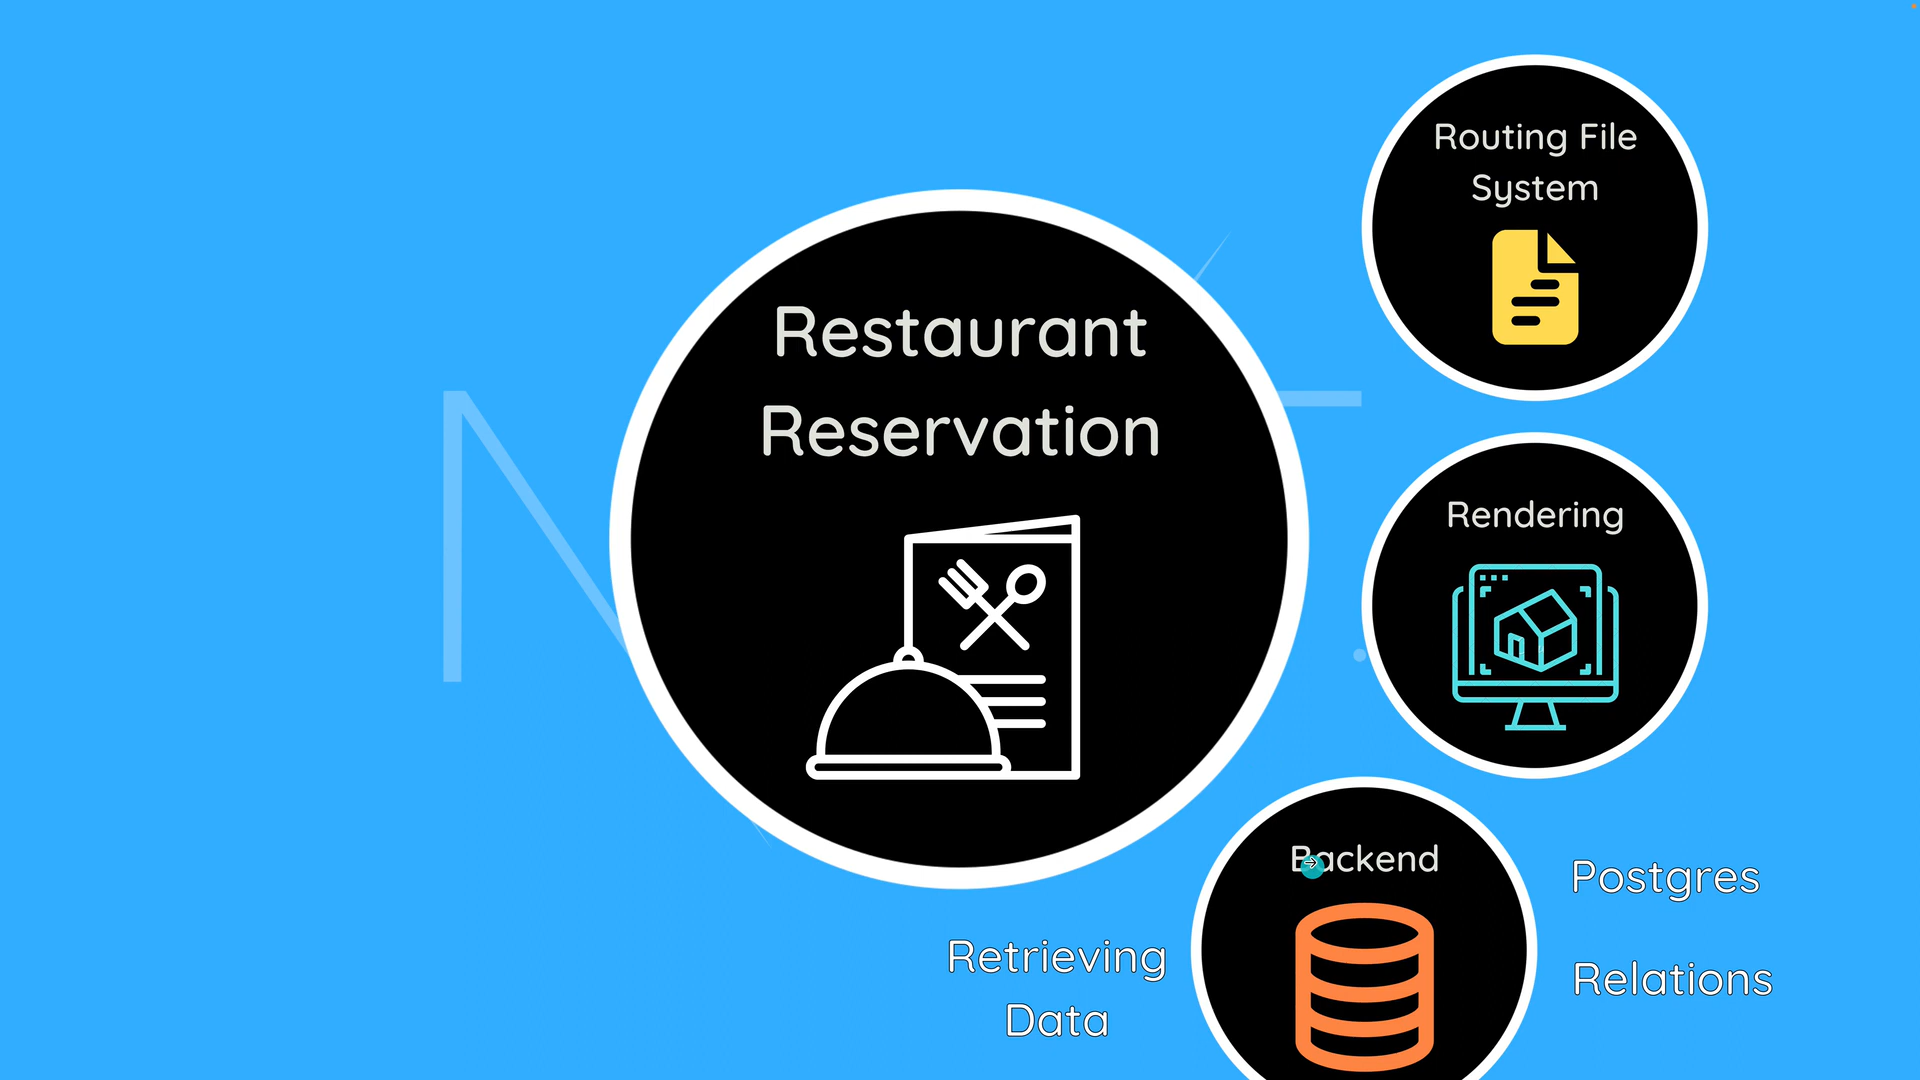 Restaurant
Reservation
Routing File
System
Rendering
Backend
Postgres
Relations
Retrieving
Data